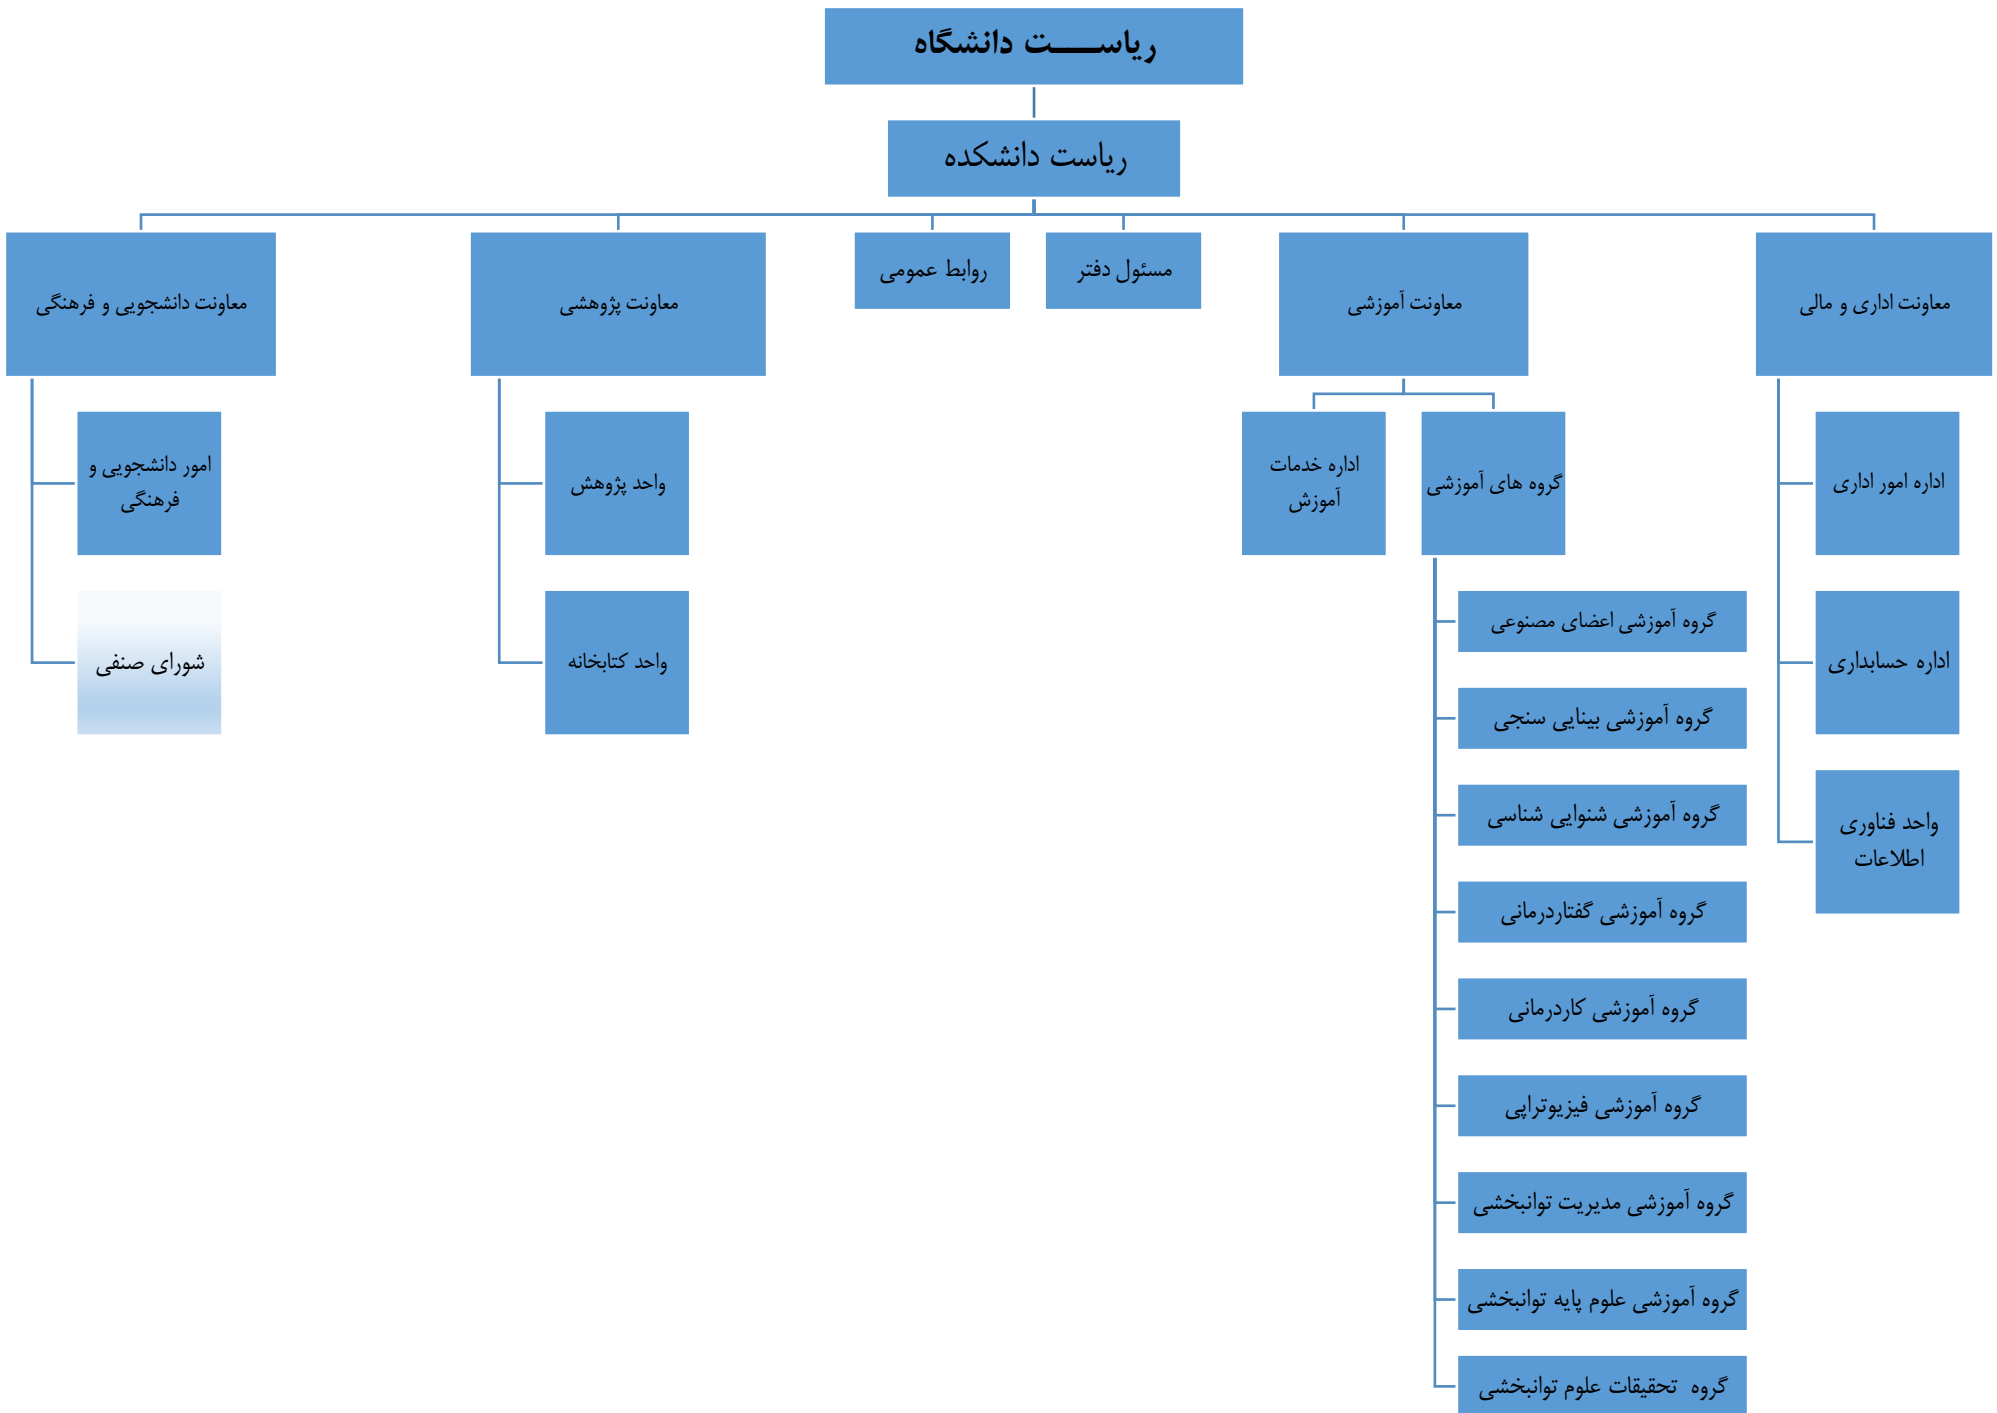 ریاســـــت دانشگاه
ریاست دانشکده
معاونت اداری و مالی
معاونت آموزشی
مسئول دفتر
روابط عمومی
معاونت پژوهشی
معاونت دانشجویی و فرهنگی
اداره امور اداری
اداره حسابداری
واحد فناوری
اطلاعات
گروه های آموزشی
اداره خدمات
آموزش
گروه آموزشی اعضای مصنوعی
گروه آموزشی بینایی سنجی
گروه آموزشی شنوایی شناسی
گروه آموزشی گفتاردرمانی
گروه آموزشی کاردرمانی
گروه آموزشی فیزیوتراپی
گروه آموزشی مدیریت توانبخشی
گروه آموزشی علوم پایه توانبخشی
گروه تحقیقات علوم توانبخشی
واحد پژوهش
واحد کتابخانه
امور دانشجویی و
فرهنگی
شورای صنفی